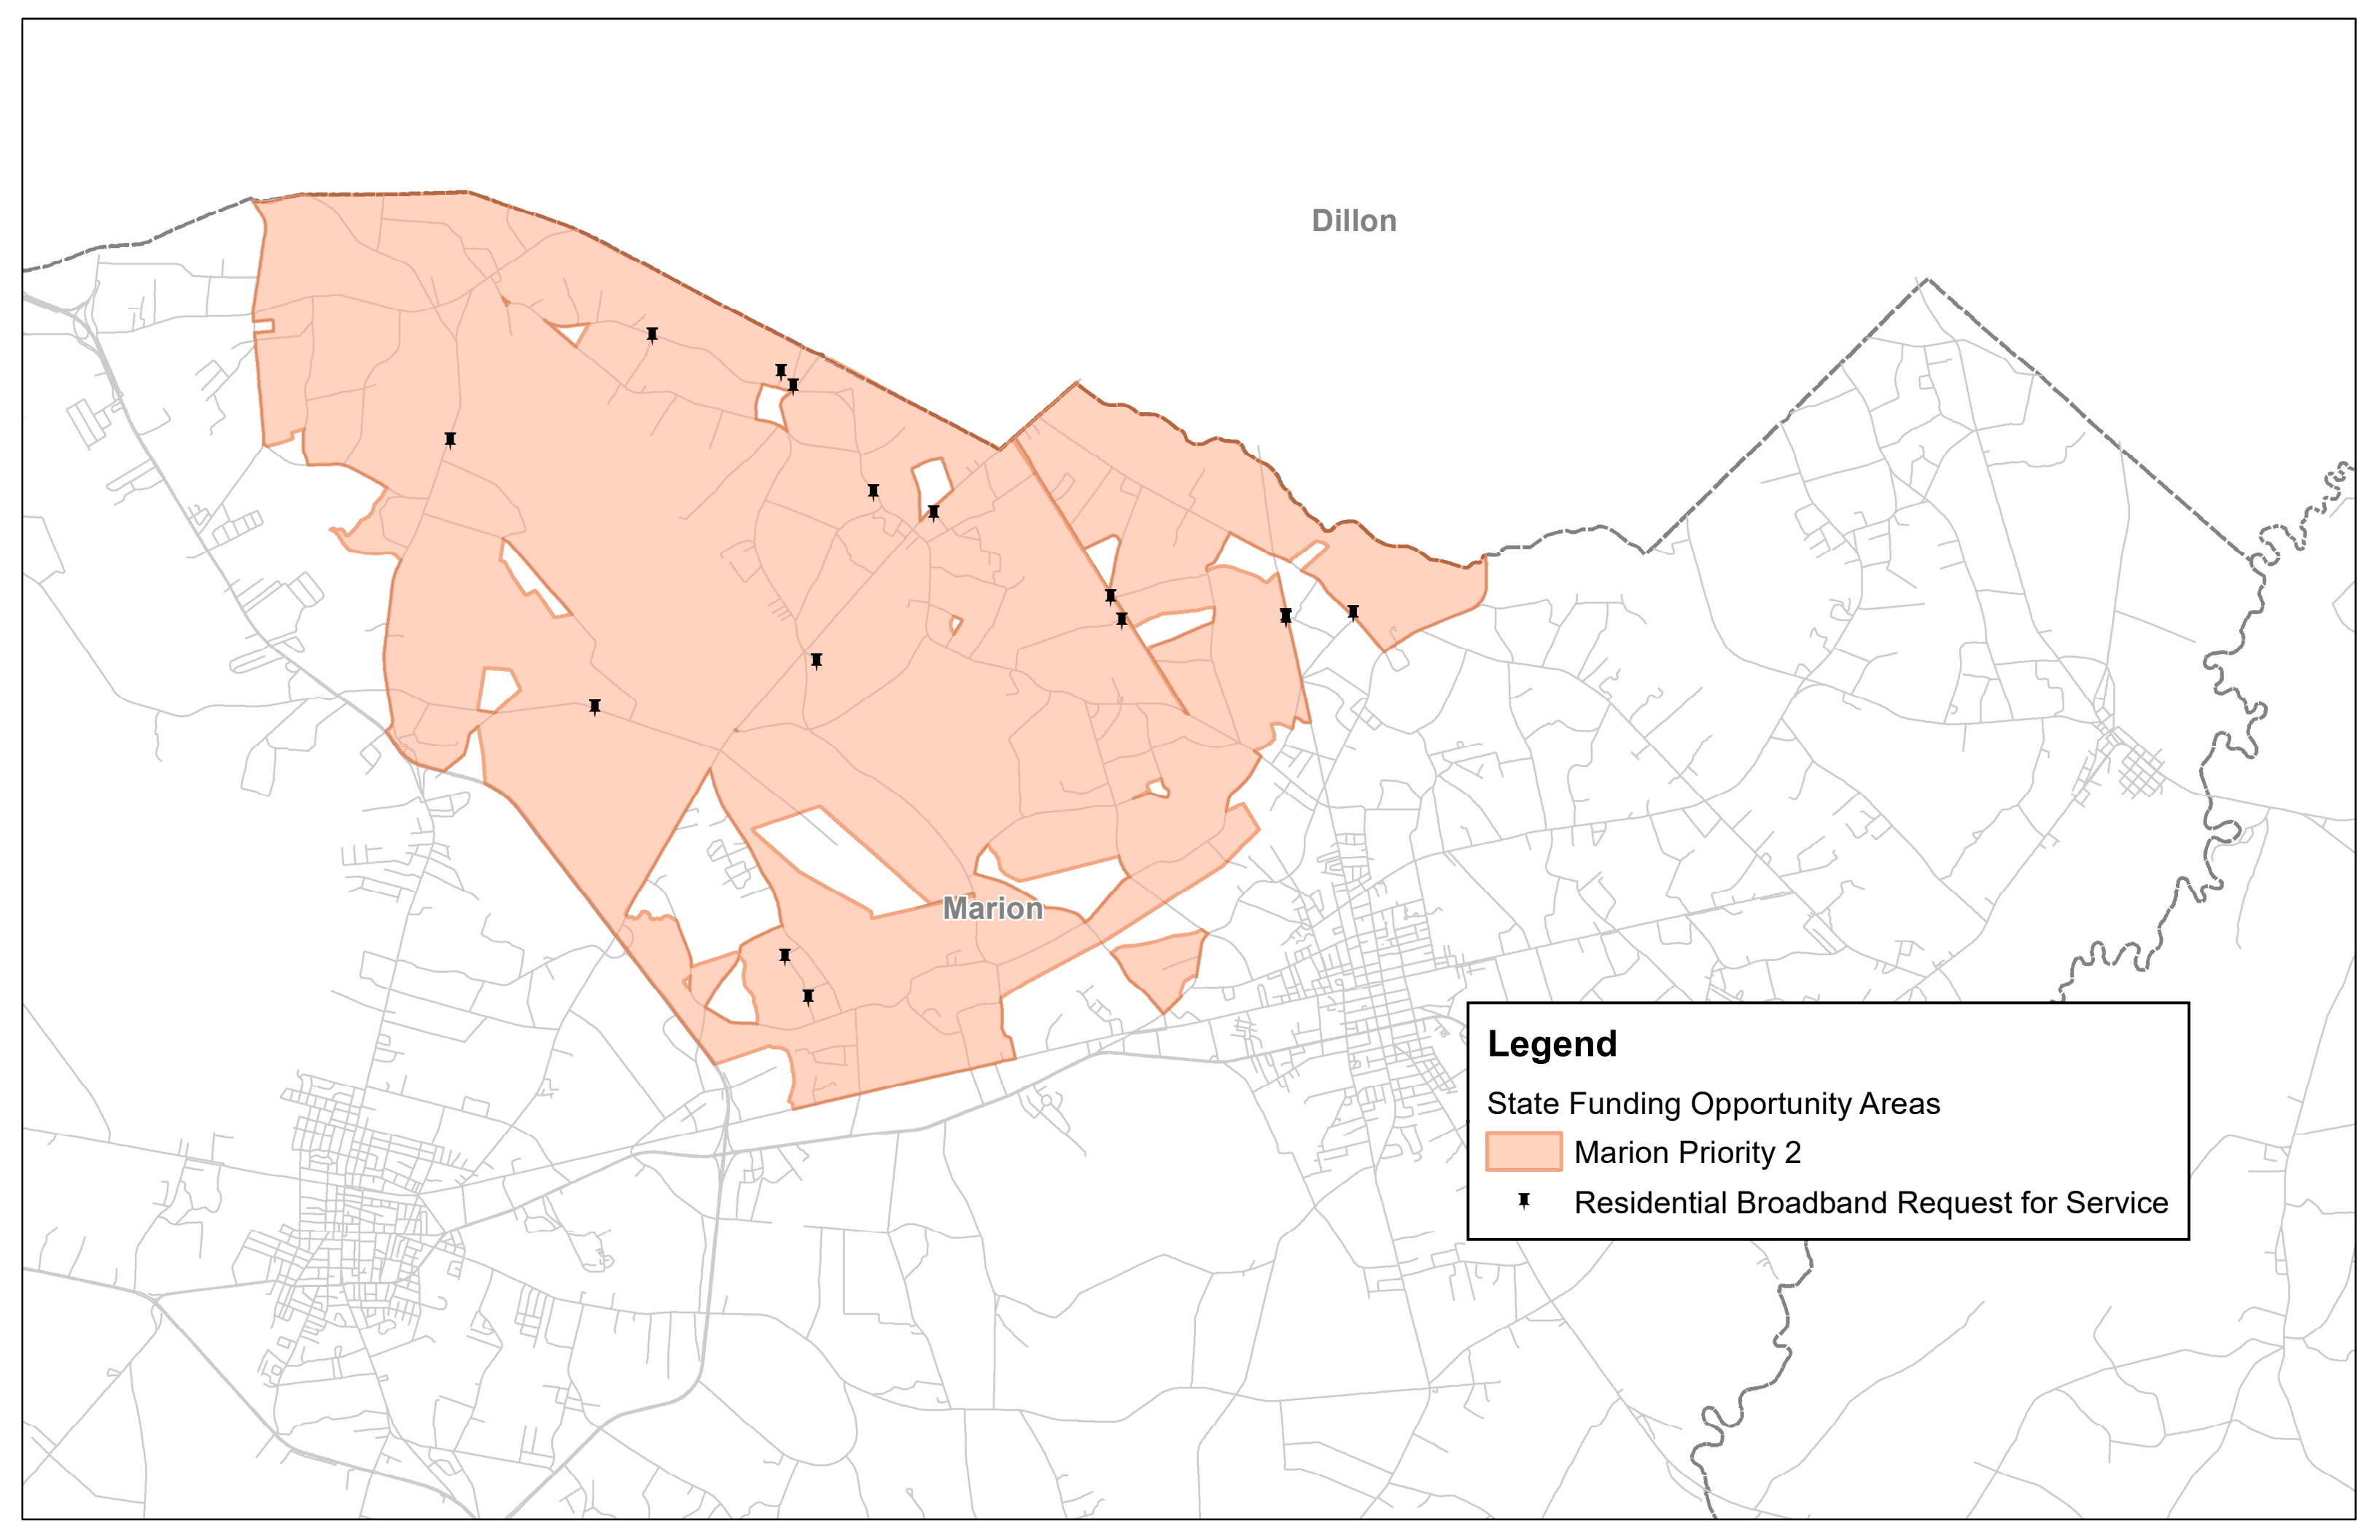 Dillon
Marion
Legend
State Funding Opportunity Areas
Marion Priority 2
Residential Broadband Request for Service